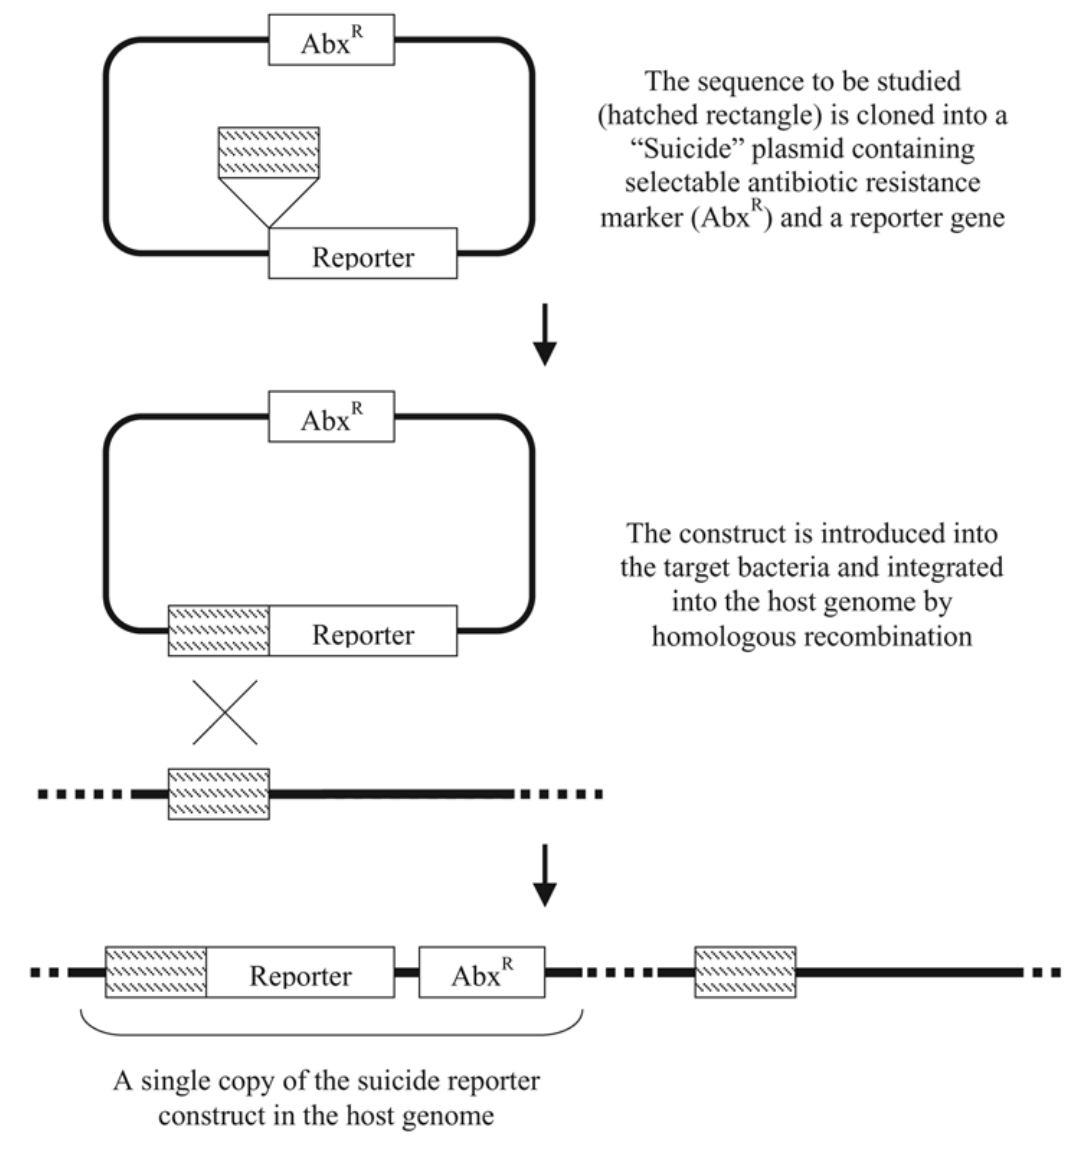 Abx^R
The sequence to be studied
(hatched rectangle) is cloned into a
“Suicide” plasmid containing
selectable antibiotic resistance
marker (Abx^R) and a reporter gene
Reporter
Abx^R
The construct is introduced into
the target bacteria and integrated
into the host genome by
homologous recombination
Reporter
Reporter
Abx^R
A single copy of the suicide reporter
construct in the host genome